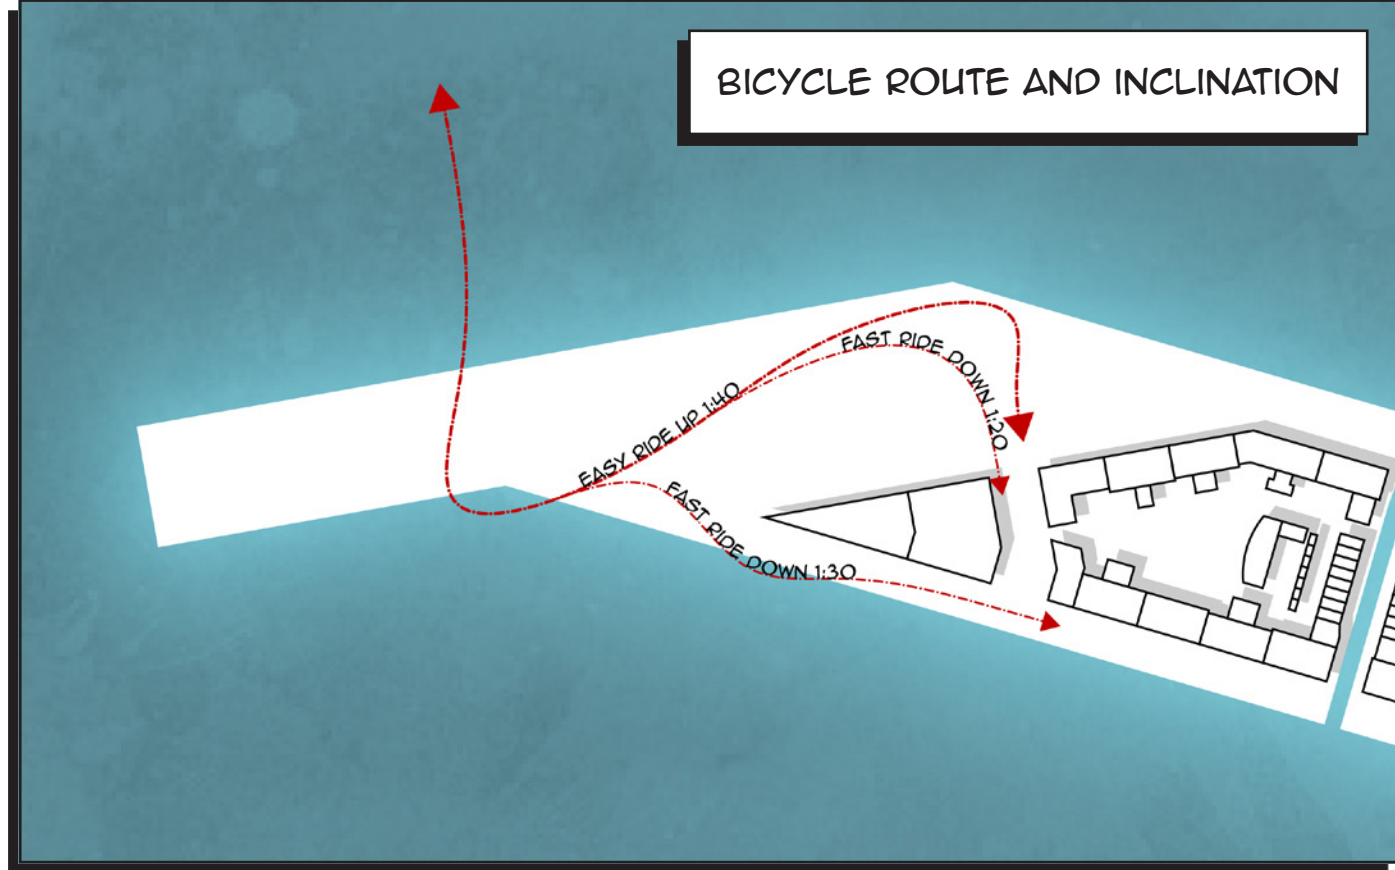 BICYCLE ROUTE AND INCLINATION
FAST RIDE DOWN 1:20
EASY RIDE UP 1:40
FAST RIDE DOWN 1:30